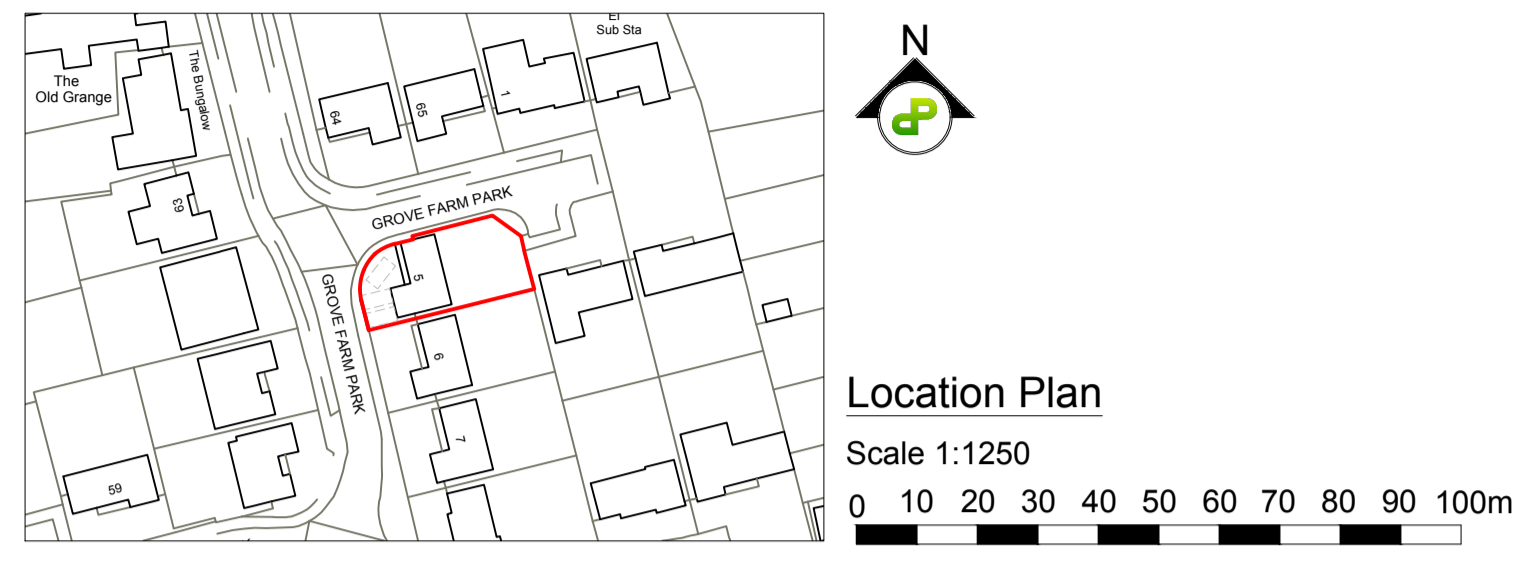 El
Sub Sta
The
Old Grange
The Bungalow
64
65
1
63
GROVE FARM PARK
5
GROVE FARM PARK
6
7
59
N
dP
Location Plan
Scale 1:1250
0 10 20 30 40 50 60 70 80 90 100m